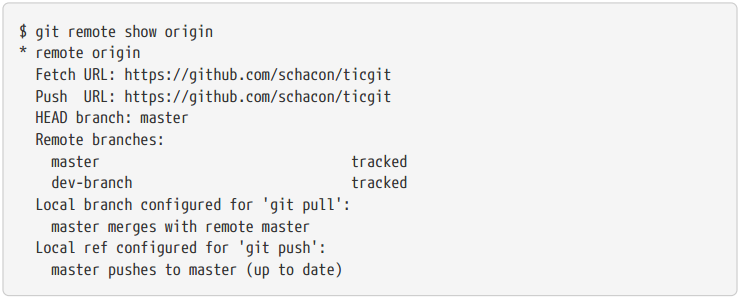 $ git remote show origin
* remote origin
  Fetch URL: https://github.com/schacon/ticgit
  Push  URL: https://github.com/schacon/ticgit
  HEAD branch: master
  Remote branches:
    master                               tracked
    dev-branch                           tracked
  Local branch configured for 'git pull':
    master merges with remote master
  Local ref configured for 'git push':
    master pushes to master (up to date)